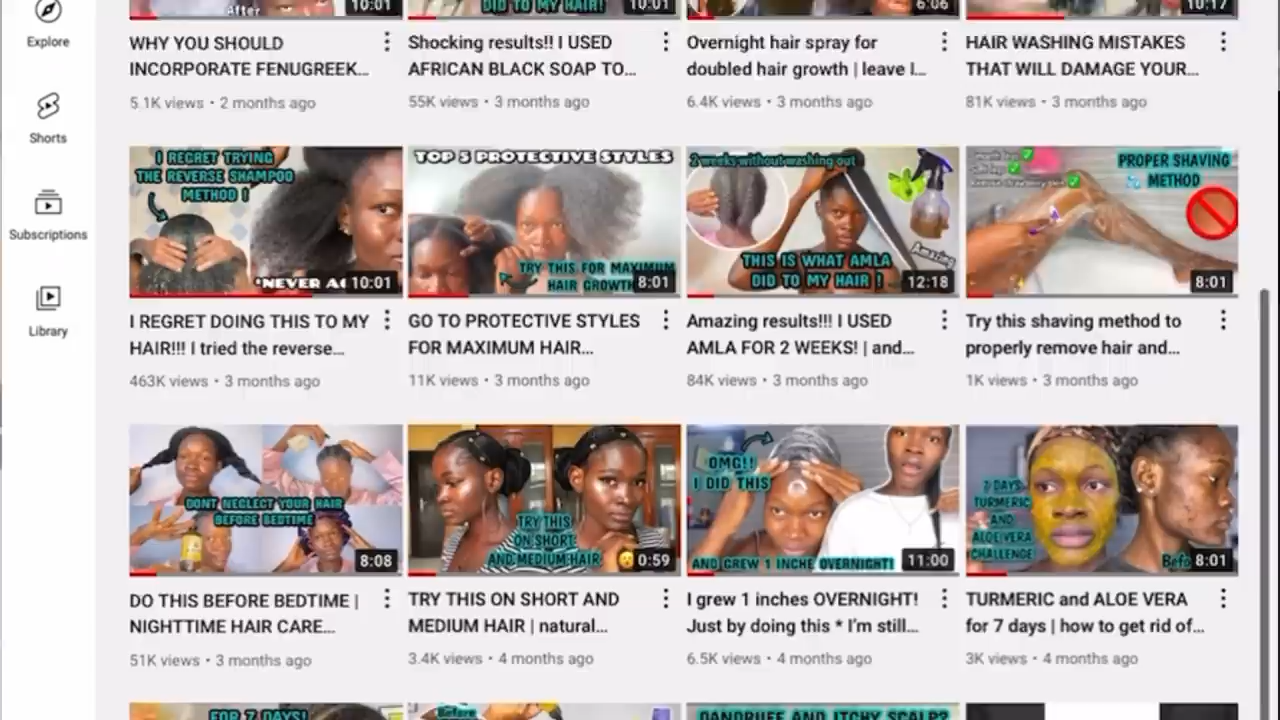 Explore
Shorts
Subscriptions
Library
After
10:01
DID TO MY HAIR!
10:01
6:06
10:17
WHY YOU SHOULD
INCORPORATE FENUGREEK...
5.1K views • 2 months ago
Shocking results!! I USED
AFRICAN BLACK SOAP TO...
55K views • 3 months ago
Overnight hair spray for
doubled hair growth | leave I...
6.4K views • 3 months ago
HAIR WASHING MISTAKES
THAT WILL DAMAGE YOUR...
81K views • 3 months ago
I REGRET TRYING
THE REVERSE SHAMPOO
METHOD !
*NEVER
10:01
TOP 5 PROTECTIVE STYLES
TRY THIS FOR MAXIMUM
HAIR GROWTH
8:01
2 weeks without washing out
THIS IS WHAT AMLA
DID TO MY HAIR !
Amazing
12:18
PROPER SHAVING
METHOD
8:01
I REGRET DOING THIS TO MY
HAIR!!! I tried the reverse...
463K views • 3 months ago
GO TO PROTECTIVE STYLES
FOR MAXIMUM HAIR...
11K views • 3 months ago
Amazing results!!! I USED
AMLA FOR 2 WEEKS! | and...
84K views • 3 months ago
Try this shaving method to
properly remove hair and...
1K views • 3 months ago
DONT NEGLECT YOUR HAIR
BEFORE BEDTIME
8:08
TRY THIS
ON SHORT
AND MEDIUM HAIR
0:59
OMG!!
I DID THIS
AND GREW 1 INCHE OVERNIGHT!
11:00
7 DAYS
TURMERIC
AND
ALOE VERA
CHALLENGE
Befo
8:01
DO THIS BEFORE BEDTIME |
NIGHTTIME HAIR CARE...
51K views • 3 months ago
TRY THIS ON SHORT AND
MEDIUM HAIR | natural...
3.4K views • 4 months ago
I grew 1 inches OVERNIGHT!
Just by doing this * I'm still...
6.5K views • 4 months ago
TURMERIC and ALOE VERA
for 7 days | how to get rid of...
3K views • 4 months ago
FOR 7 DAYS!
Before
DANDRUFF AND ITCHY SCALP?